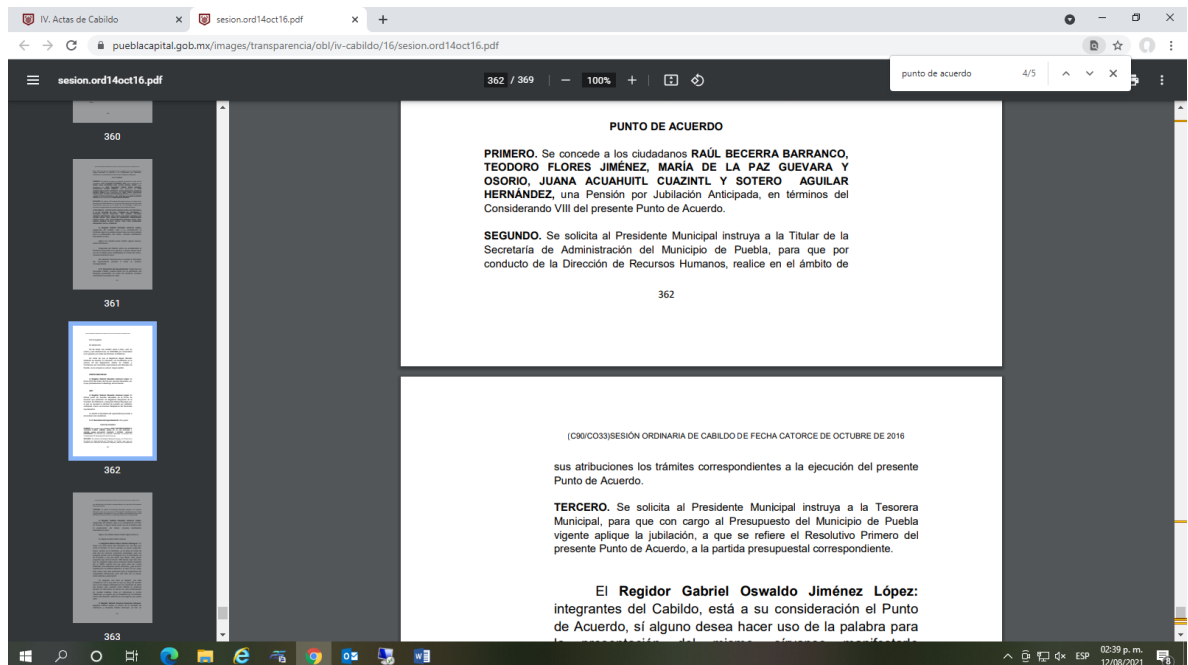 IV. Actas de Cabildo
sesion.ord14oct16.pdf
pueblacapital.gob.mx/images/transparencia/obl/iv-cabildo/16/sesion.ord14oct16.pdf
sesion.ord14oct16.pdf
362 / 369
100%
punto de acuerdo
4/5
360
361
362
363
PUNTO DE ACUERDO
PRIMERO. Se concede a los ciudadanos RAÚL BECERRA BARRANCO,
TEODORO FLORES JIMÉNEZ, MARÍA DE LA PAZ GUEVARA Y
OSORIO, JUANA ACUAHUITL CUAZINTL Y SOTERO AGUILAR
HERNÁNDEZ, una Pensión por Jubilación Anticipada, en términos del
Considerando VIII del presente Punto de Acuerdo.
SEGUNDO. Se solicita al Presidente Municipal instruya a la Titular de la
Secretaría de Administración del Municipio de Puebla, para que por
conducto de la Dirección de Recursos Humanos, realice en el ámbito de
362
(C90/CO33)SESIÓN ORDINARIA DE CABILDO DE FECHA CATORCE DE OCTUBRE DE 2016
sus atribuciones los trámites correspondientes a la ejecución del presente
Punto de Acuerdo.
TERCERO. Se solicita al Presidente Municipal instruya a la Tesorera
Municipal, para que con cargo al Presupuesto del Municipio de Puebla
vigente aplique la jubilación, a que se refiere el Resolutivo Primero del
presente Punto de Acuerdo, a la partida presupuestal correspondiente.
El Regidor Gabriel Oswaldo Jiménez López:
integrantes del Cabildo, está a su consideración el Punto
de Acuerdo, sí alguno desea hacer uso de la palabra para
ESP
02:39 p. m.
12/08/2021